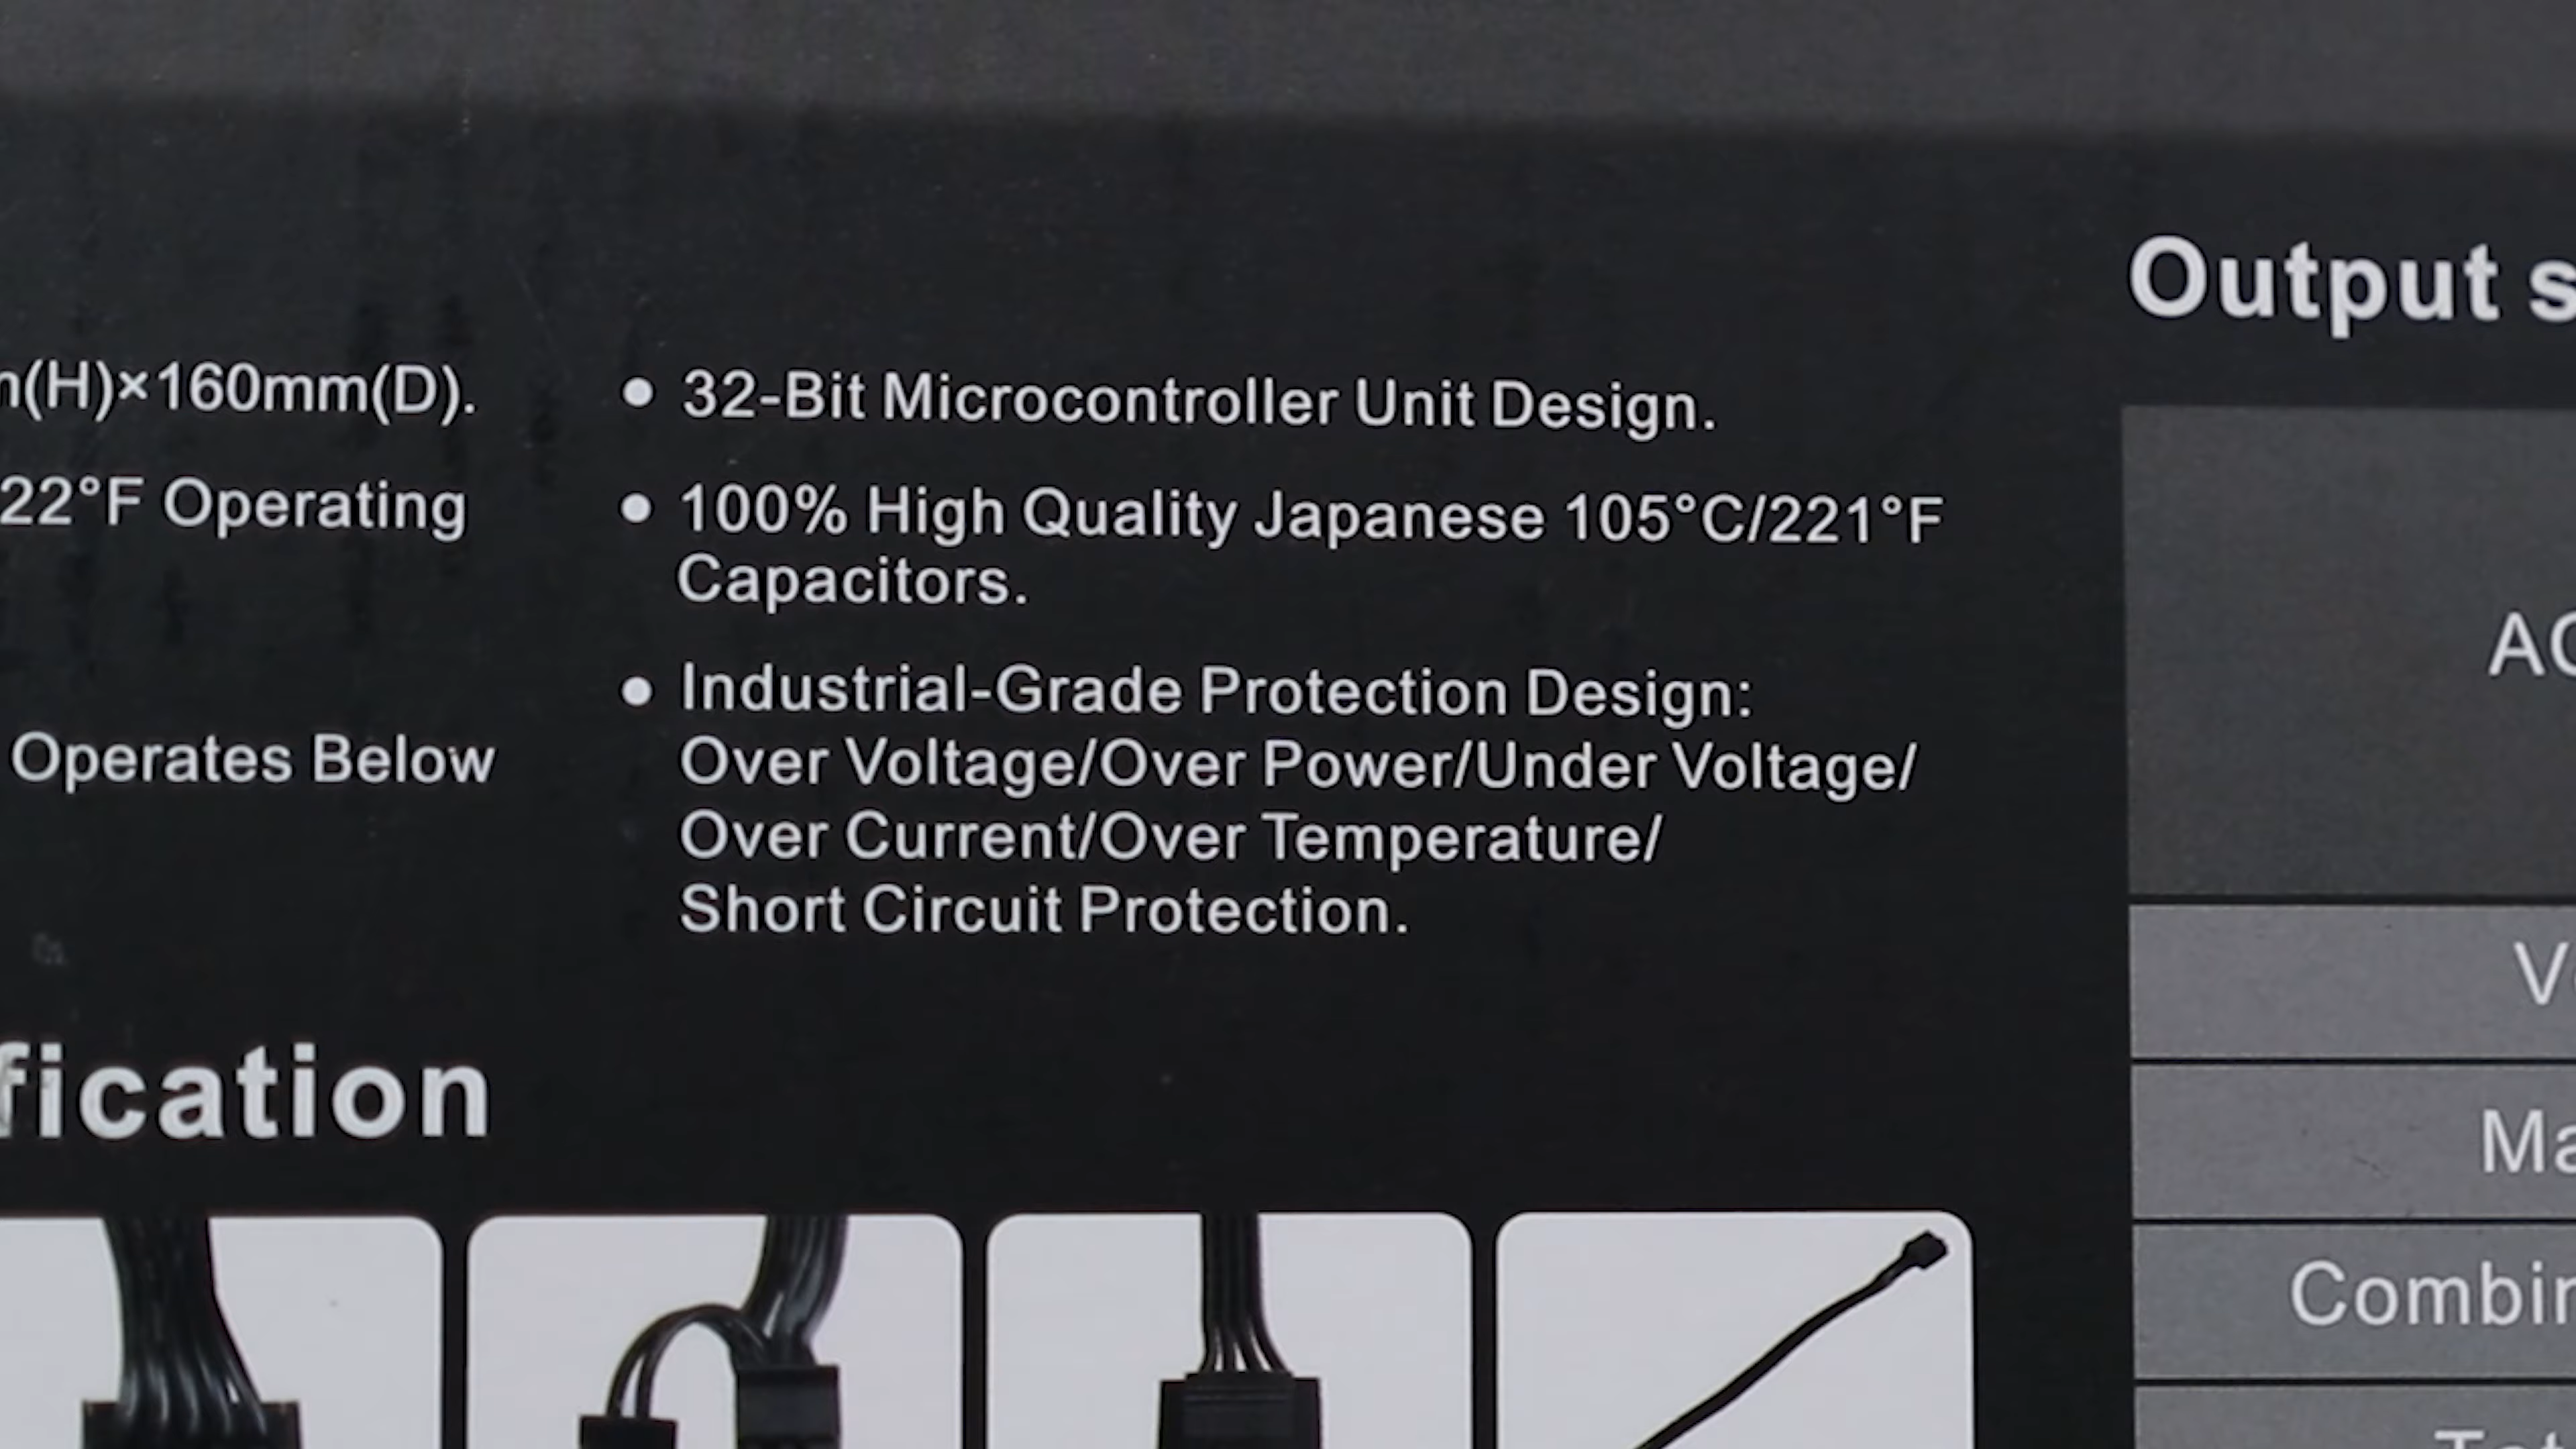 (H)×160mm(D).
22°F Operating
Operates Below
• 32-Bit Microcontroller Unit Design.
• 100% High Quality Japanese 105°C/221°F
Capacitors.
• Industrial-Grade Protection Design:
Over Voltage/Over Power/Under Voltage/
Over Current/Over Temperature/
Short Circuit Protection.
fication
Output s
AC
V
Ma
Combin